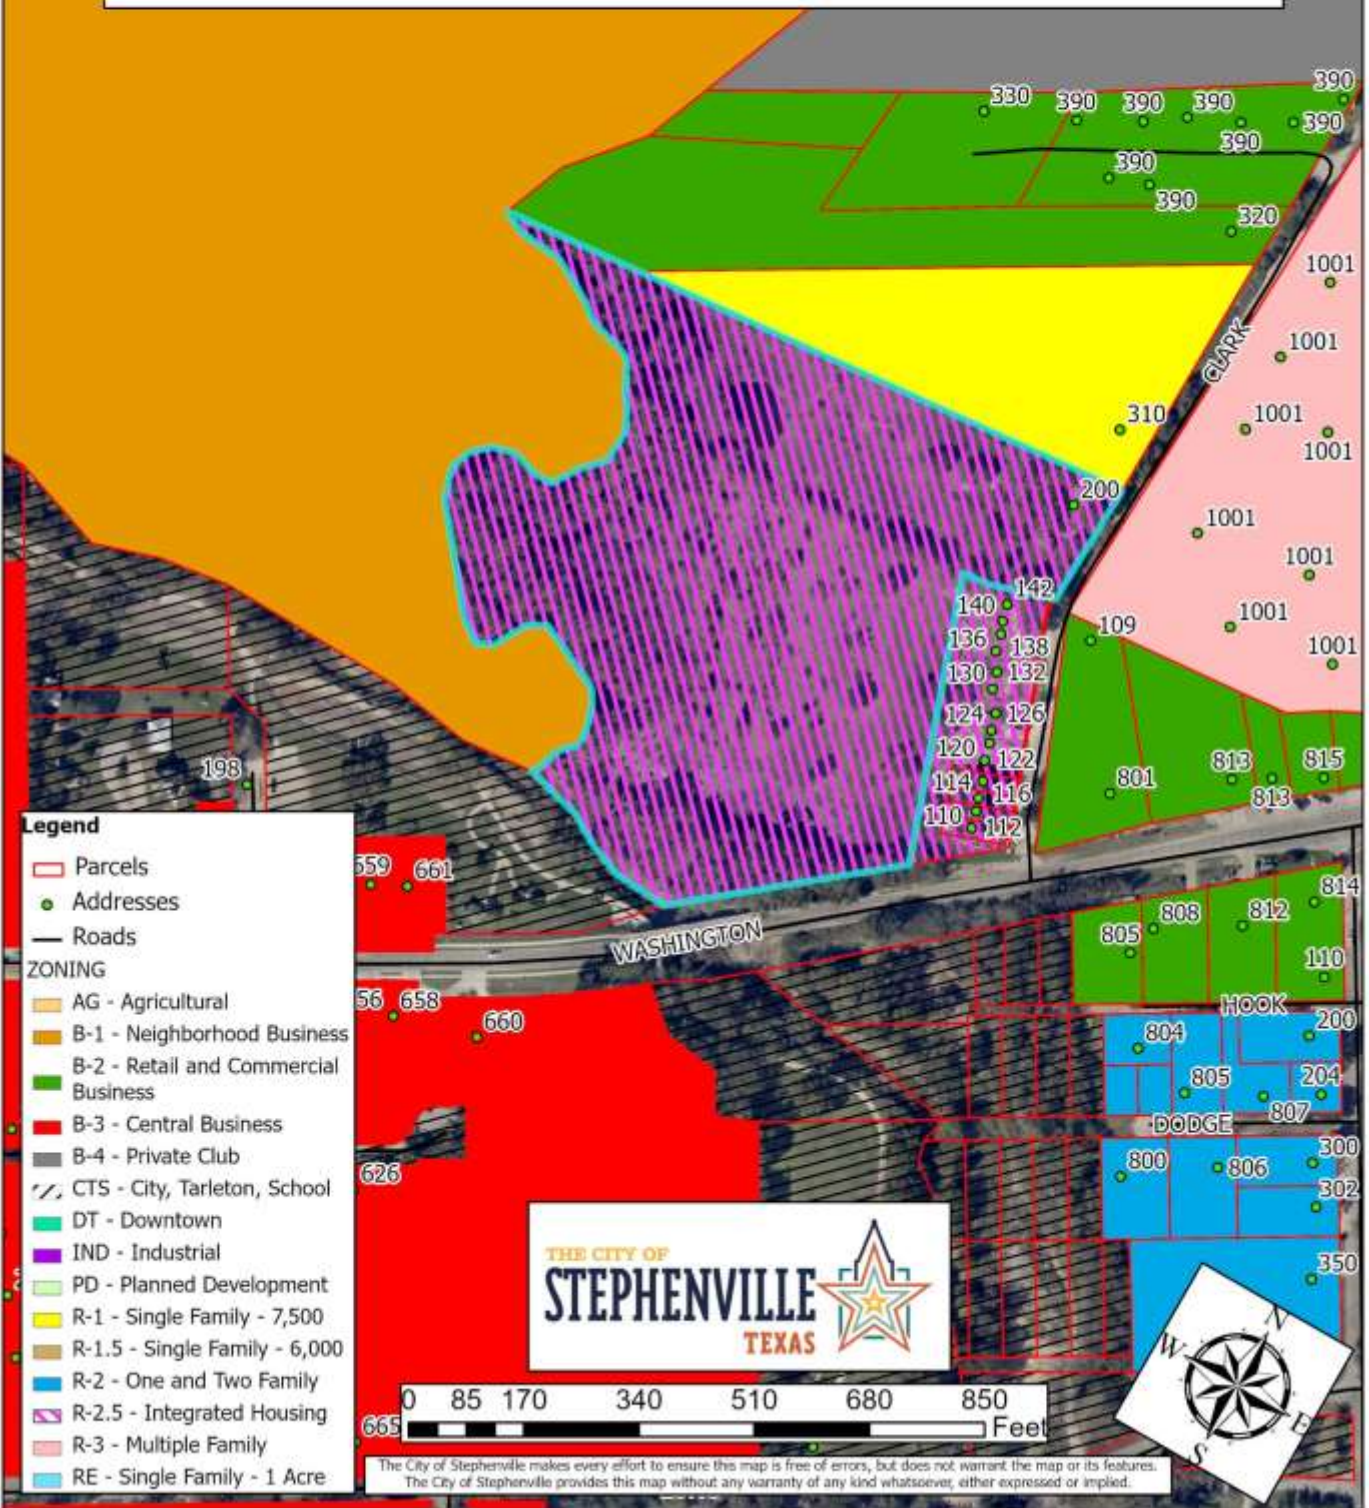 390
330
390
390
390
390
390
390
390
320
1001
1001
CLARK
310
1001
1001
200
1001
1001
142
140
1001
109
136
138
1001
130
132
124
126
120
122
198
813
815
801
114
116
813
110
112
Legend
Parcels
Addresses
Roads
ZONING
AG - Agricultural
B-1 - Neighborhood Business
B-2 - Retail and Commercial
Business
B-3 - Central Business
B-4 - Private Club
CTS - City, Tarleton, School
DT - Downtown
IND - Industrial
PD - Planned Development
R-1 - Single Family - 7,500
R-1.5 - Single Family - 6,000
R-2 - One and Two Family
R-2.5 - Integrated Housing
R-3 - Multiple Family
RE - Single Family - 1 Acre
659
661
814
808
812
805
WASHINGTON
110
56
658
HOOK
660
200
804
805
204
807
DODGE
626
800
806
300
302
350
THE CITY OF
STEPHENVILLE
TEXAS
N
W
E
S
0 85 170 340 510 680 850
Feet
665
The City of Stephenville makes every effort to ensure this map is free of errors, but does not warrant the map or its features.
The City of Stephenville provides this map without any warranty of any kind whatsoever, either expressed or implied.